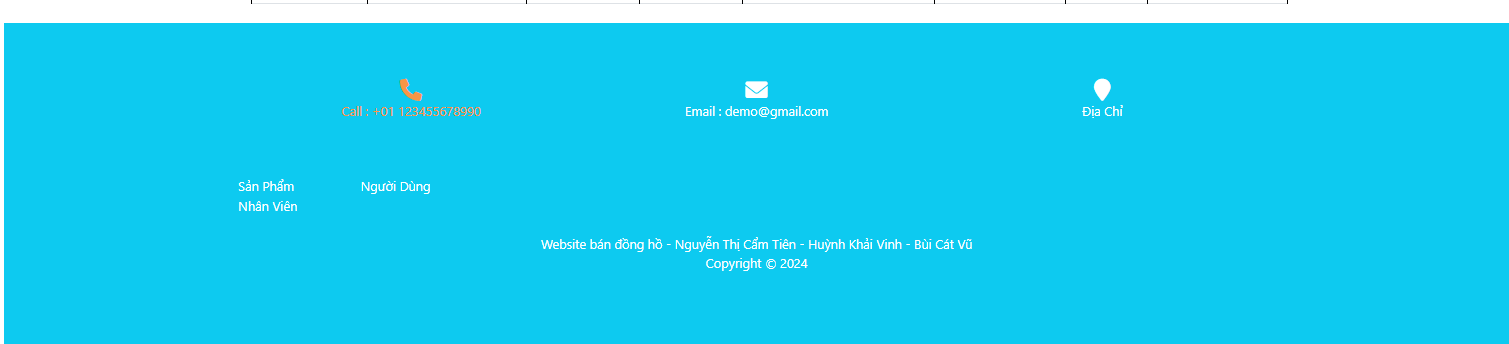 Call : +01 123455678990
Email : demo@gmail.com
Địa Chỉ
Sản Phẩm
Người Dùng
Nhân Viên
Website bán đồng hồ - Nguyễn Thị Cẩm Tiên - Huỳnh Khải Vinh - Bùi Cát Vũ
Copyright © 2024